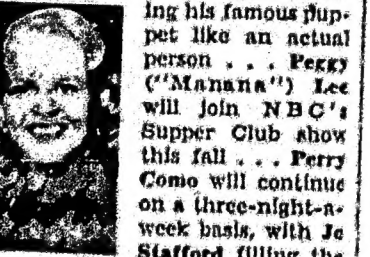 ing his famous pup-
pet like an actual
person . . . Peggy
("Manana") Lee
will join NBC's
Supper Club show
this fall . . . Perry
Como will continue
on a three-night-a-
week basis, with Jo
Stafford filling the